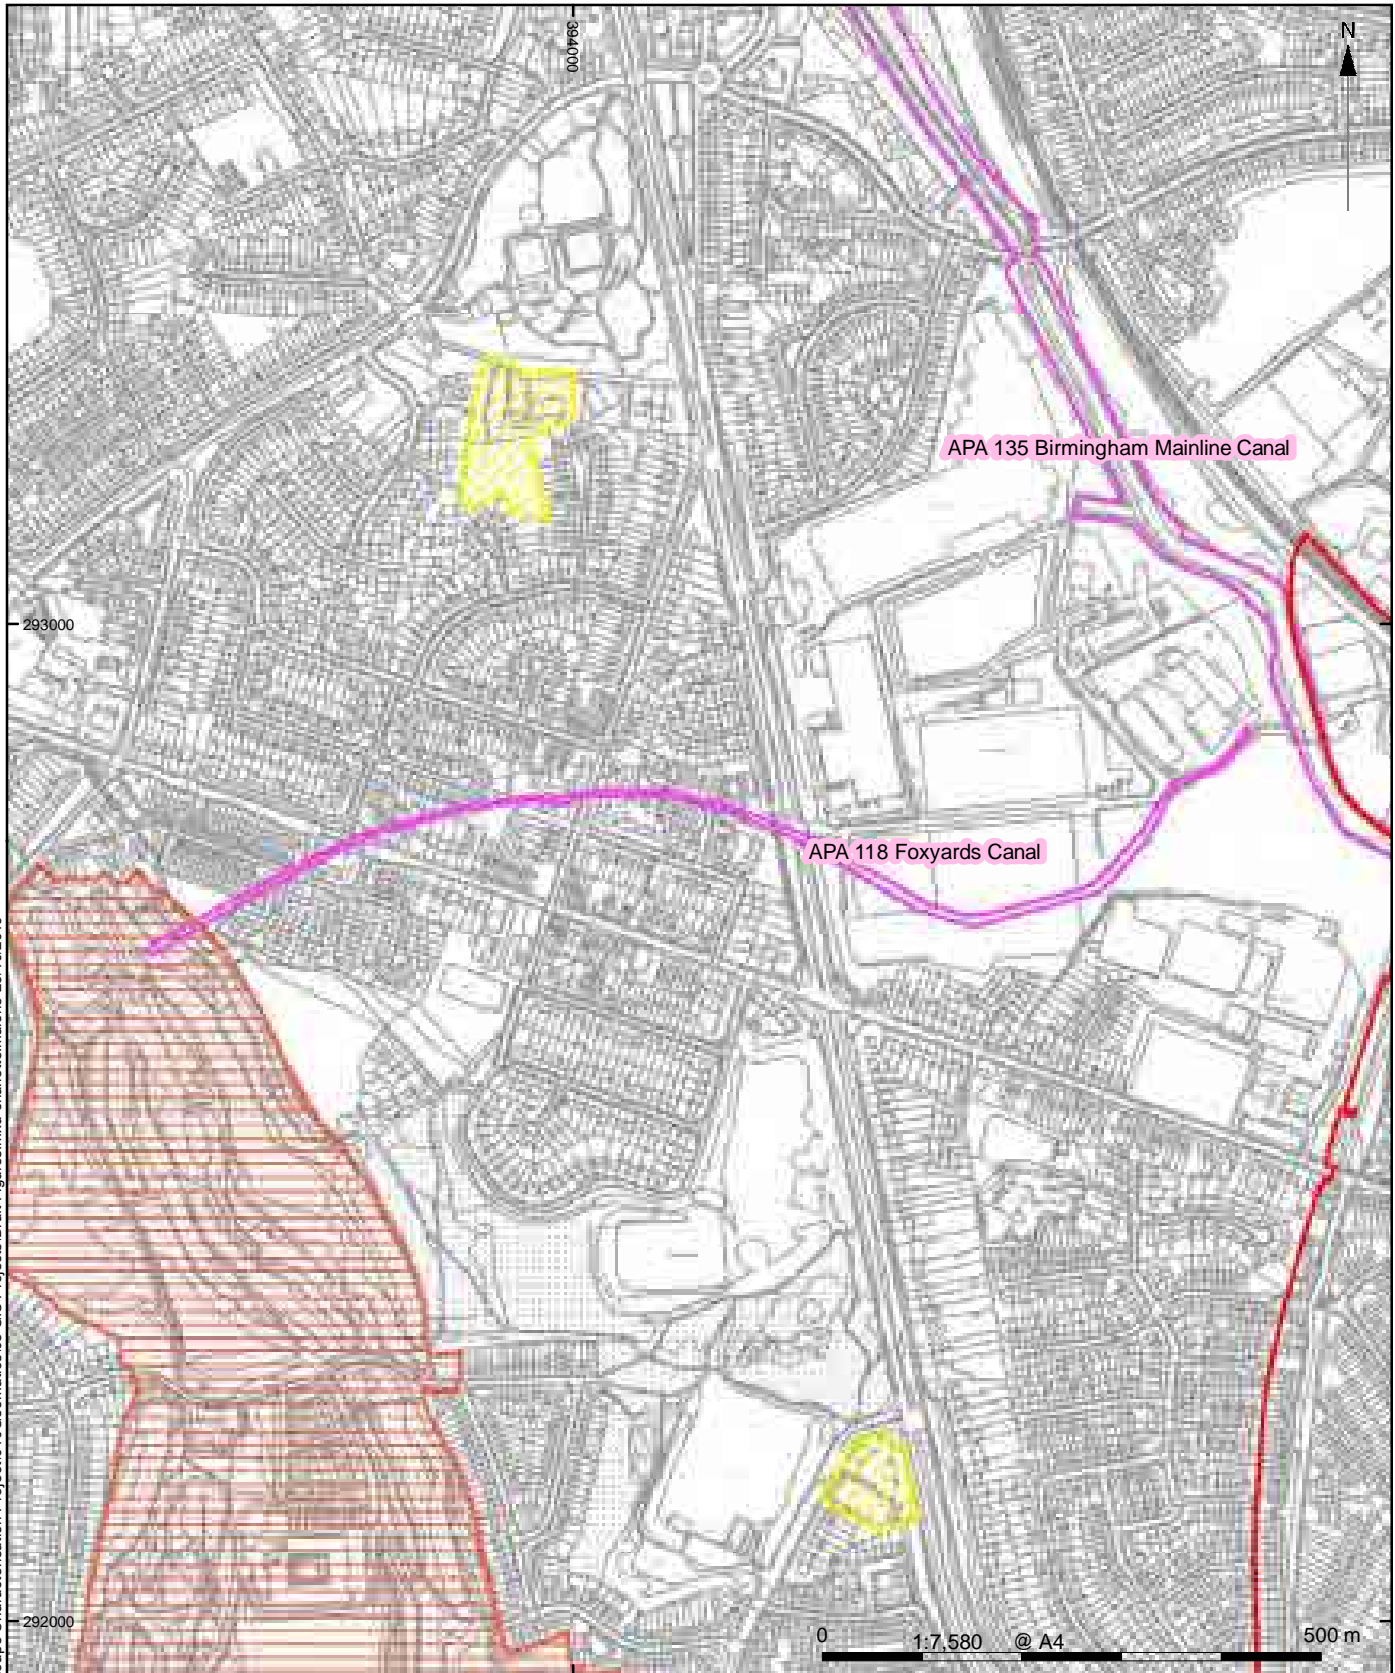 394000
N
APA 135 Birmingham Mainline Canal
293000
APA 118 Foxyards Canal
292000
0
1:7,580 @ A4
500 m